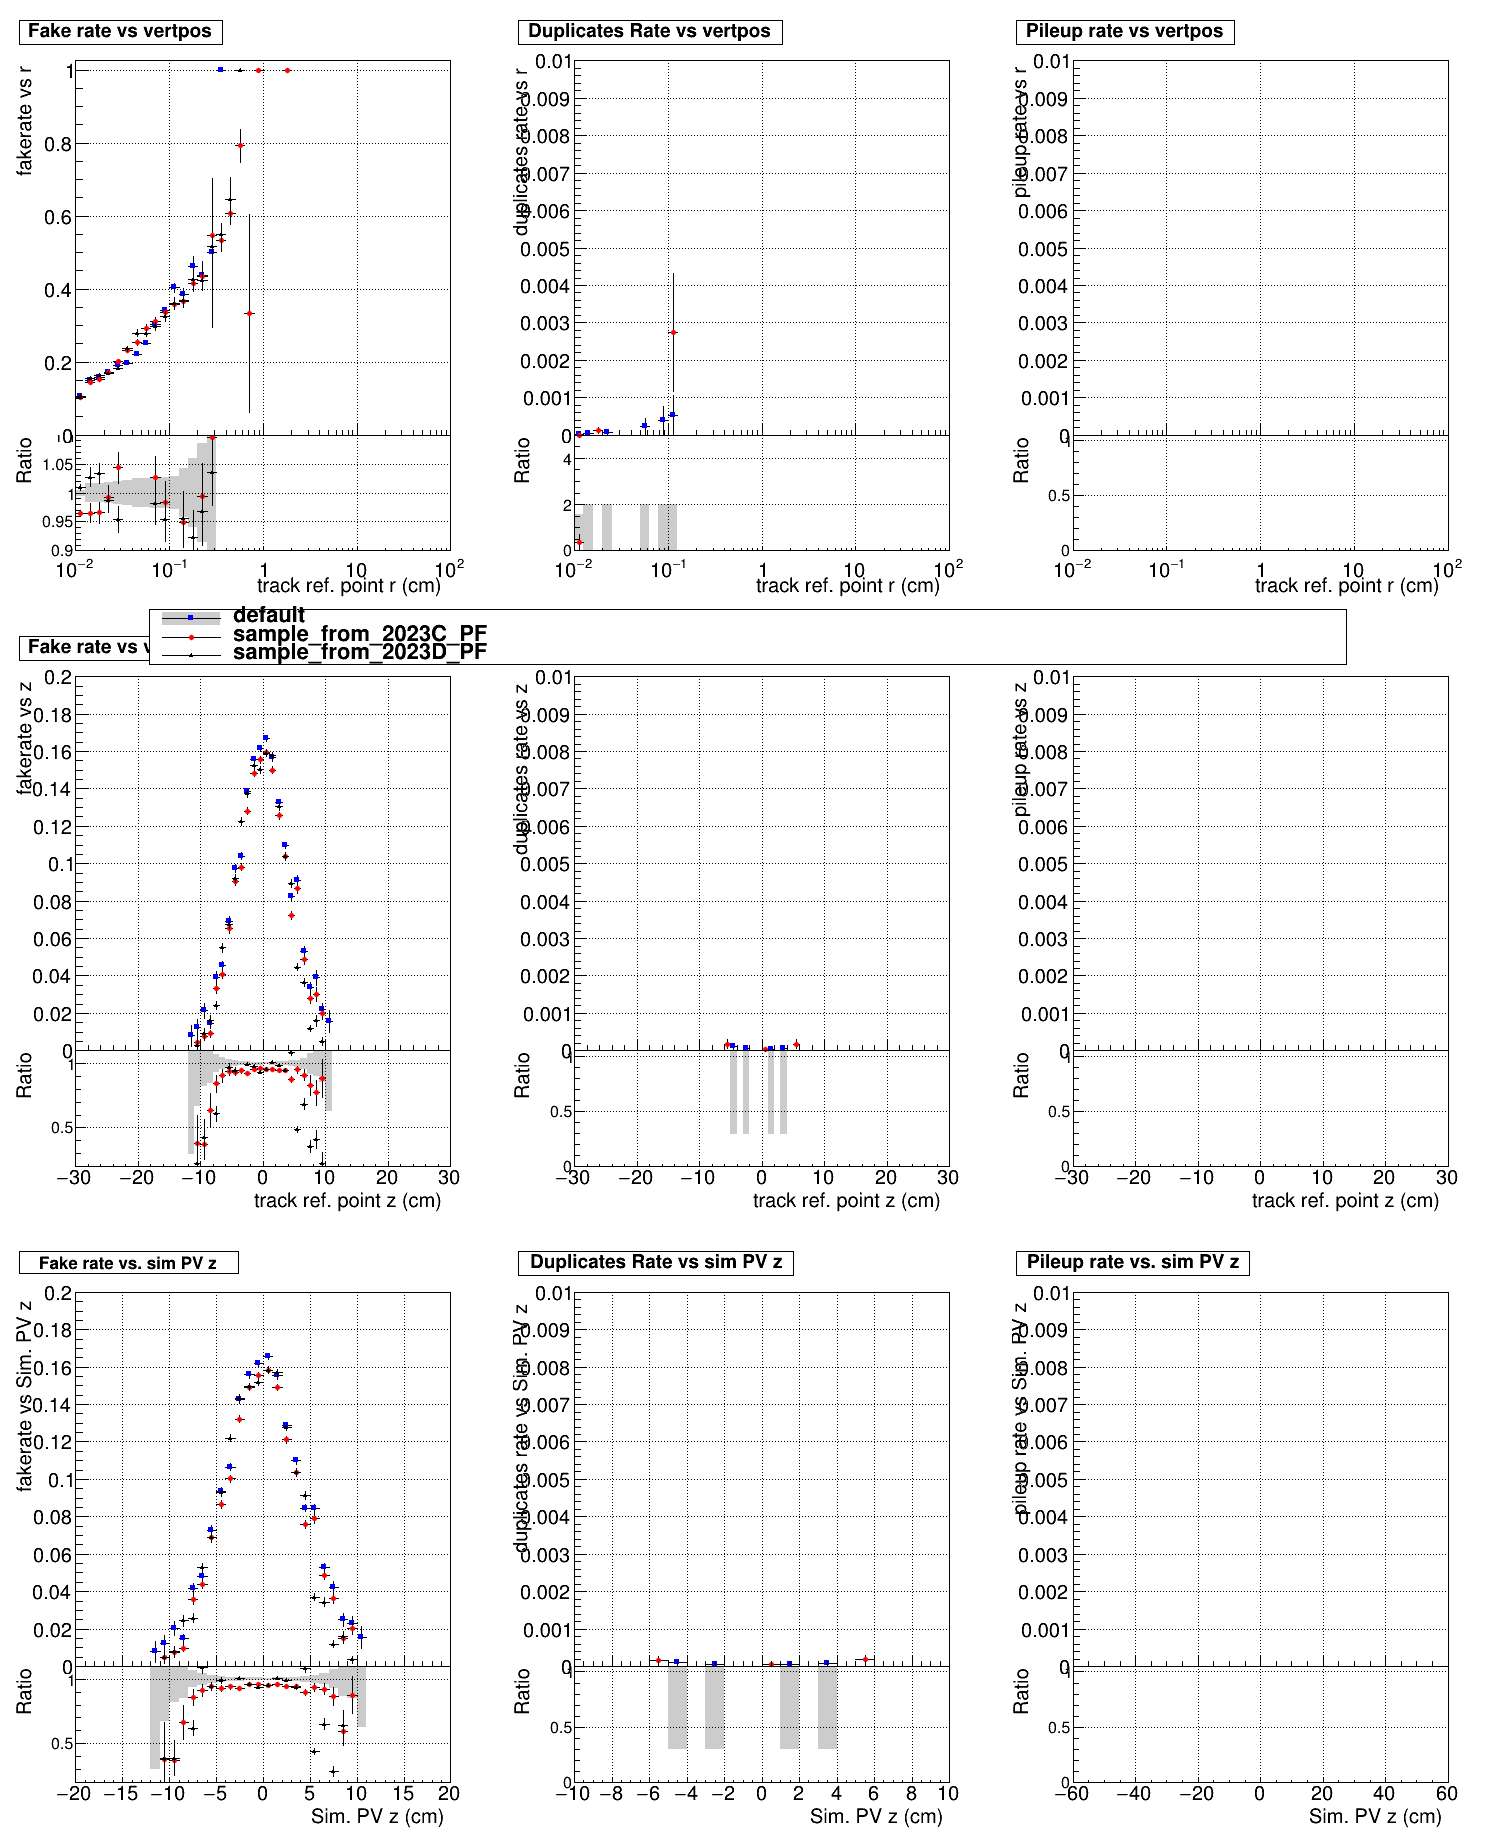 Fake rate vs vertpos
Duplicates Rate vs vertpos
Pileup rate vs vertpos
fakerate vs r
1
0.8
0.6
0.4
0.2
0
duplicates rate vs r
0.01
0.009
0.008
0.007
0.006
0.005
0.004
0.003
0.002
0.001
0
pileup rate vs r
0.01
0.009
0.008
0.007
0.006
0.005
0.004
0.003
0.002
0.001
0
Ratio
1.05
1
0.95
0.9
Ratio
4
2
0
Ratio
1
0.5
0
10−2 10−1 1 10 102
track ref. point r (cm)
10−2 10−1 1 10 102
track ref. point r (cm)
10−2 10−1 1 10 102
track ref. point r (cm)
default
sample_from_2023C_PF
sample_from_2023D_PF
Fake rate vs
fakerate vs z
0.2
0.18
0.16
0.14
0.12
0.1
0.08
0.06
0.04
0.02
0
duplicates rate vs z
0.01
0.009
0.008
0.007
0.006
0.005
0.004
0.003
0.002
0.001
0
pileup rate vs z
0.01
0.009
0.008
0.007
0.006
0.005
0.004
0.003
0.002
0.001
0
Ratio
1
0.5
Ratio
1
0.5
0
Ratio
1
0.5
0
−30 −20 −10 0 10 20 30
track ref. point z (cm)
−30 −20 −10 0 10 20 30
track ref. point z (cm)
−30 −20 −10 0 10 20 30
track ref. point z (cm)
Fake rate vs. sim PV z
Duplicates Rate vs sim PV z
Pileup rate vs. sim PV z
fakerate vs Sim. PV z
0.2
0.18
0.16
0.14
0.12
0.1
0.08
0.06
0.04
0.02
0
duplicates rate vs Sim. PV z
0.01
0.009
0.008
0.007
0.006
0.005
0.004
0.003
0.002
0.001
0
pileup rate vs Sim. PV z
0.01
0.009
0.008
0.007
0.006
0.005
0.004
0.003
0.002
0.001
0
Ratio
1
0.5
Ratio
1
0.5
0
Ratio
1
0.5
0
−20 −15 −10 −5 0 5 10 15 20
Sim. PV z (cm)
−10 −8 −6 −4 −2 0 2 4 6 8 10
Sim. PV z (cm)
−60 −40 −20 0 20 40 60
Sim. PV z (cm)